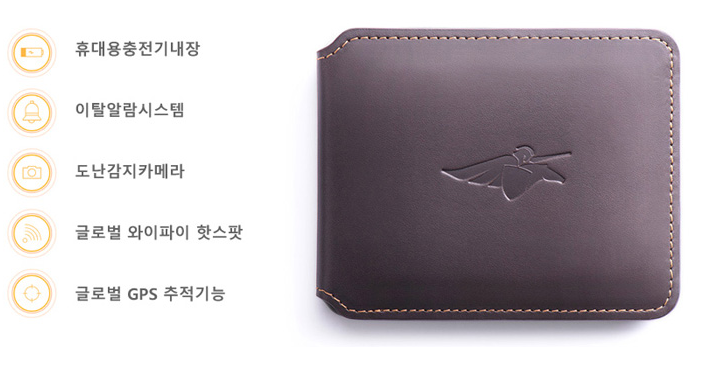 휴대용충전기내장
이탈알람시스템
도난감지카메라
글로벌 와이파이 핫스팟
글로벌 GPS 추적기능